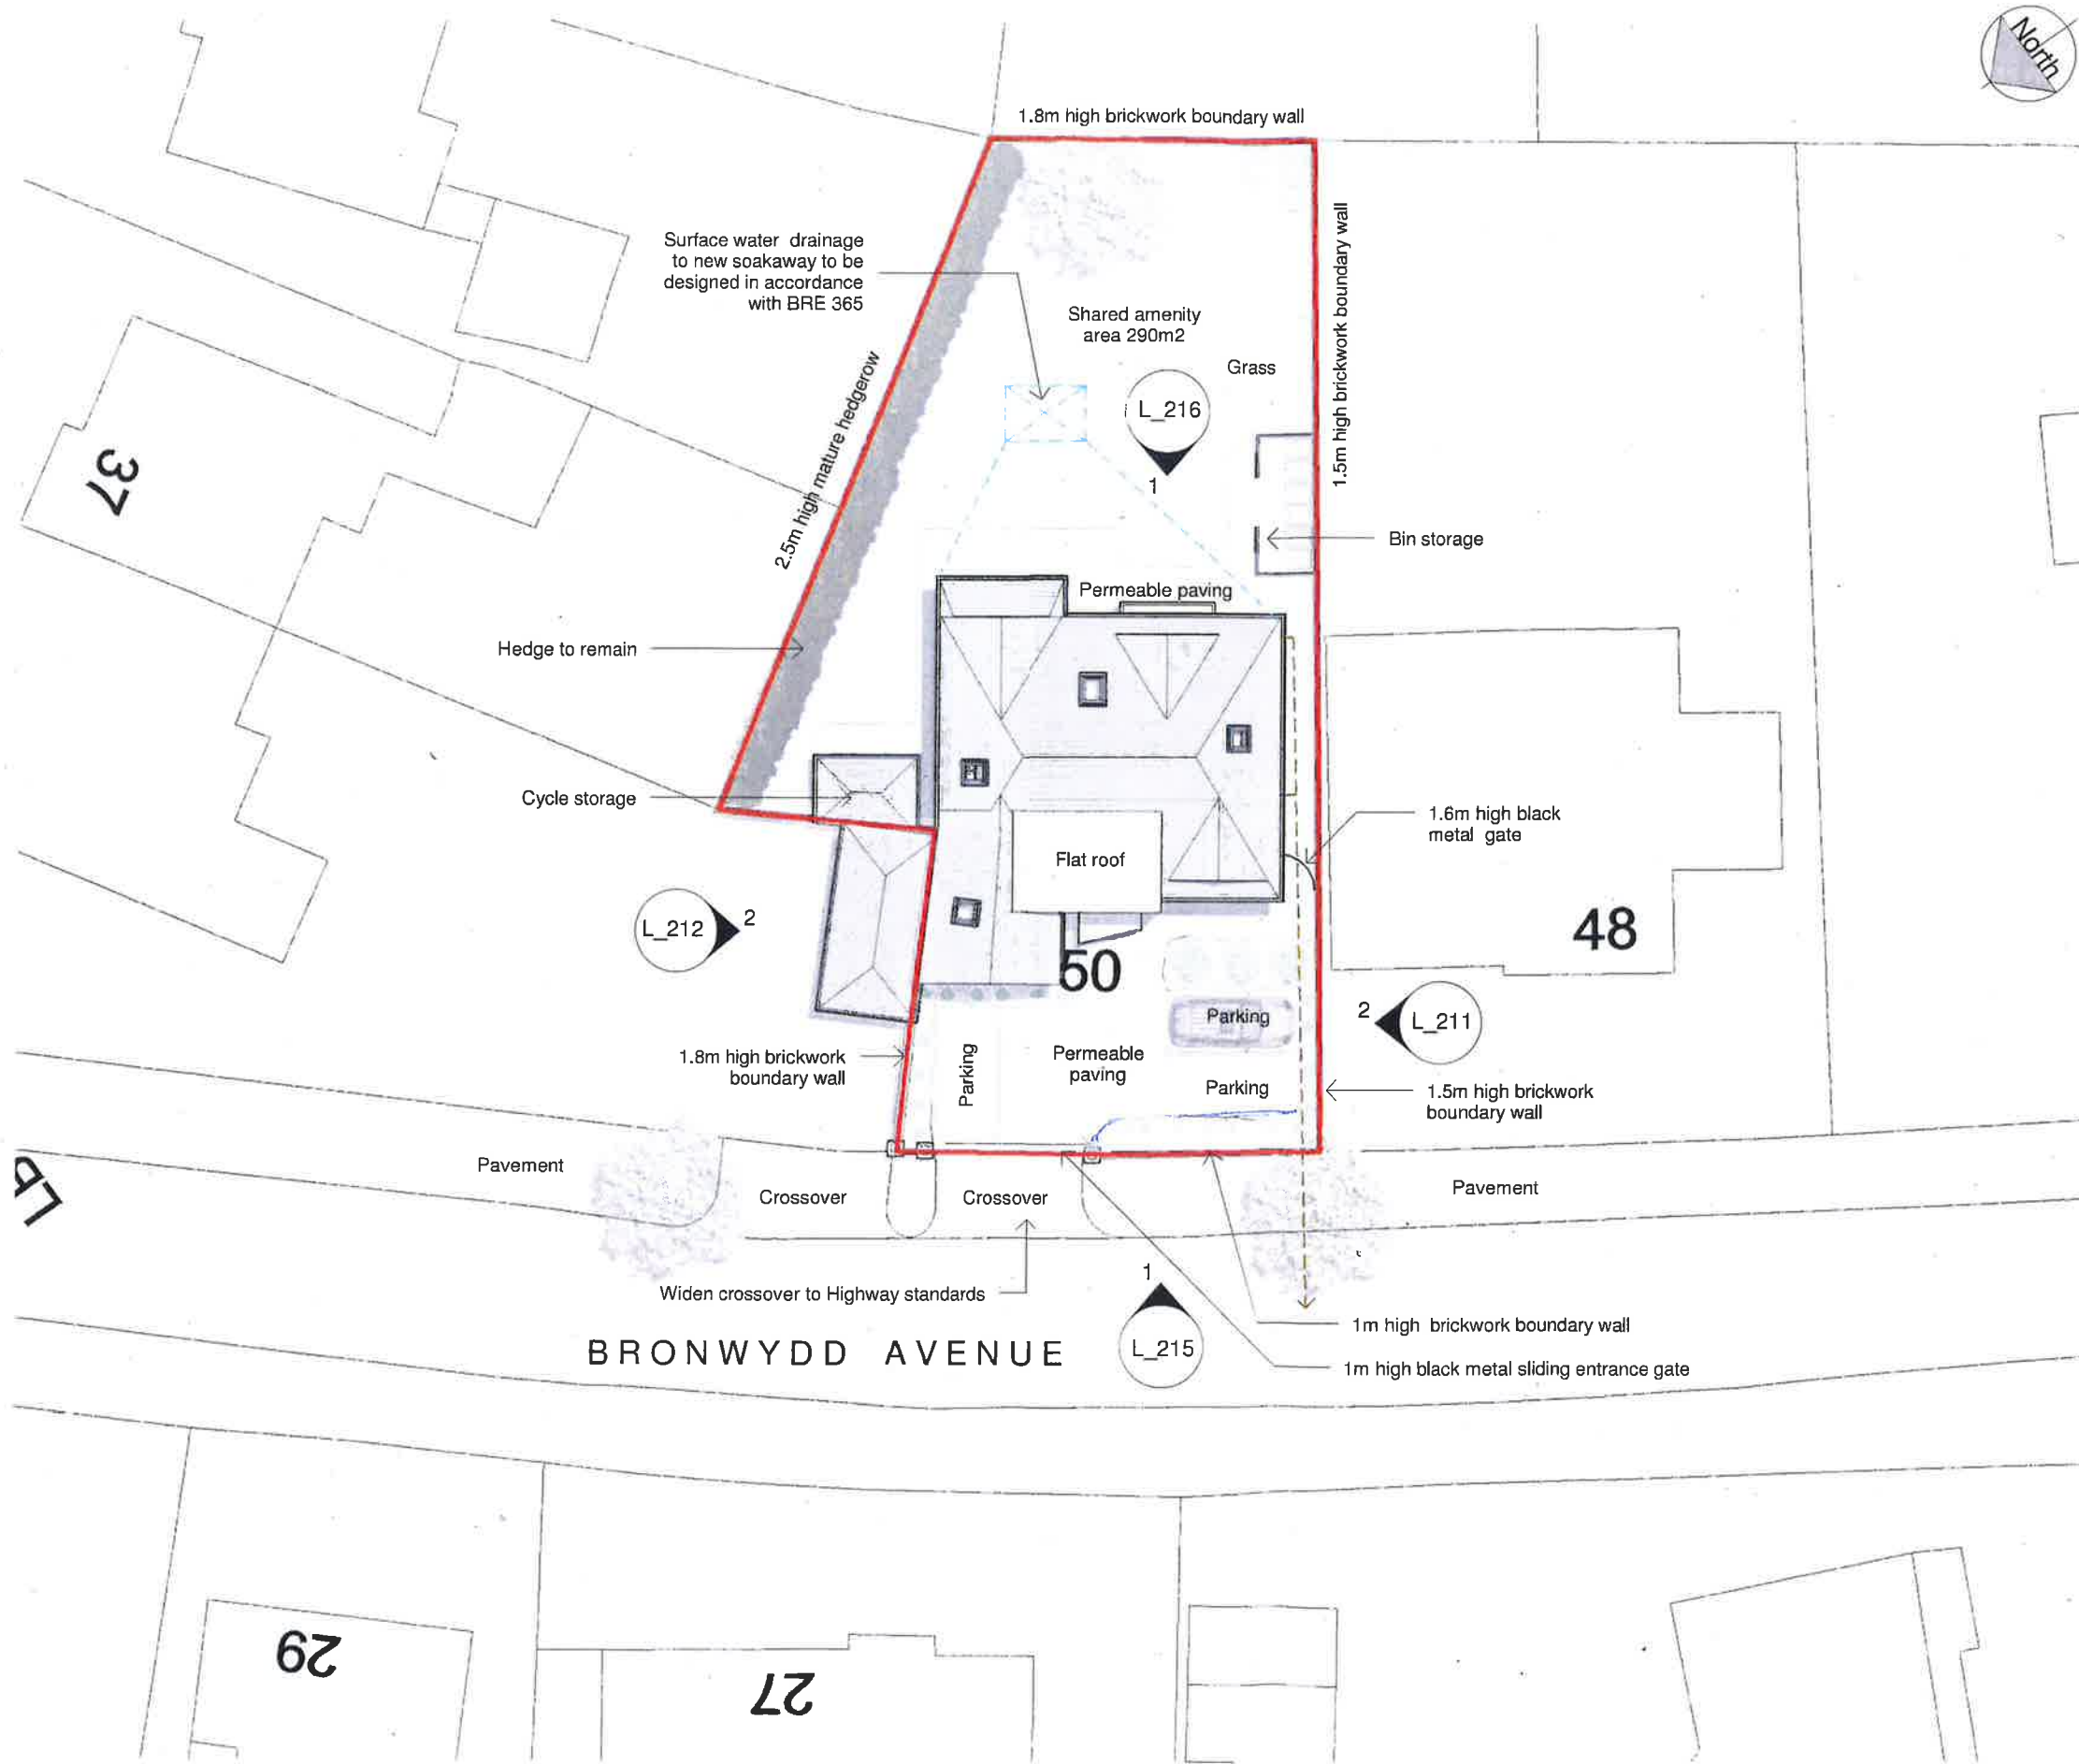 North
1.8m high brickwork boundary wall
Surface water drainage
to new soakaway to be
designed in accordance
with BRE 365
1.5m high brickwork boundary wall
Shared amenity
area 290m2
Grass
2.5m high mature hedgerow
L_216
1
37
Bin storage
Permeable paving
Hedge to remain
Cycle storage
1.6m high black
metal gate
Flat roof
L_212
2
48
50
Parking
2
L_211
1.8m high brickwork
boundary wall
Parking
Permeable
paving
Parking
1.5m high brickwork
boundary wall
Pavement
Crossover
Crossover
Pavement
Widen crossover to Highway standards
1
L_215
1m high brickwork boundary wall
BRONWYDD AVENUE
1m high black metal sliding entrance gate
29
27